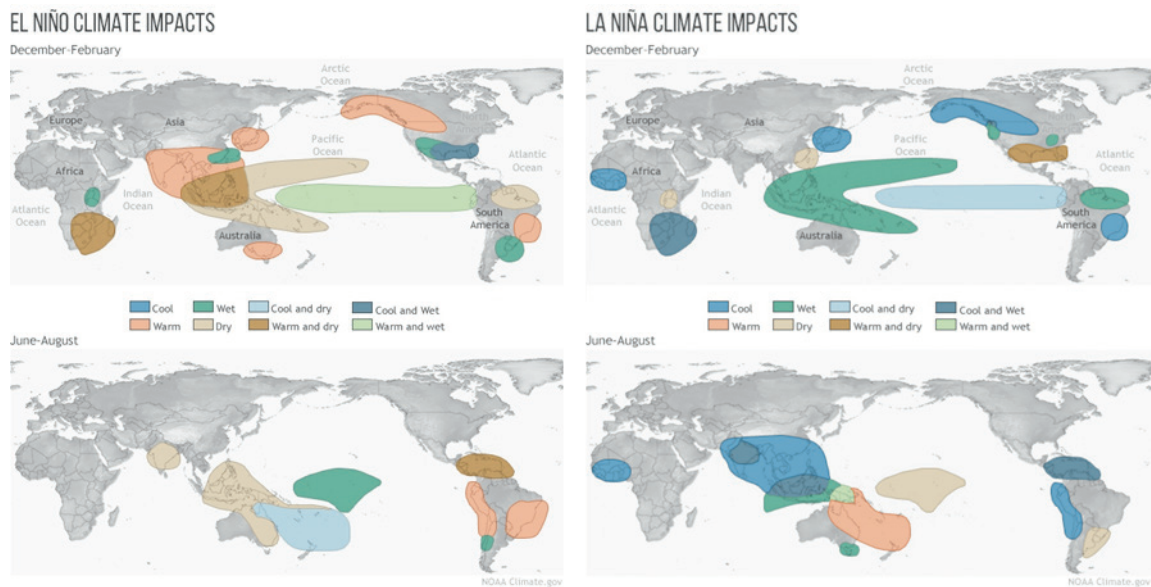 EL NIÑO CLIMATE IMPACTS
December-February
Arctic
Ocean
Europe
Asia
North
America
Pacific
Ocean
Atlantic
Ocean
Africa
Indian
Ocean
Atlantic
Ocean
South
America
Australia
LA NIÑA CLIMATE IMPACTS
December-February
Arctic
Ocean
Europe
Asia
North
America
Pacific
Ocean
Atlantic
Ocean
Africa
Indian
Ocean
Atlantic
Ocean
South
America
Australia
Cool
Wet
Cool and dry
Cool and Wet
Warm
Dry
Warm and dry
Warm and wet
Cool
Wet
Cool and dry
Cool and Wet
Warm
Dry
Warm and dry
Warm and wet
June-August
NOAA Climate.gov
June-August
NOAA Climate.gov